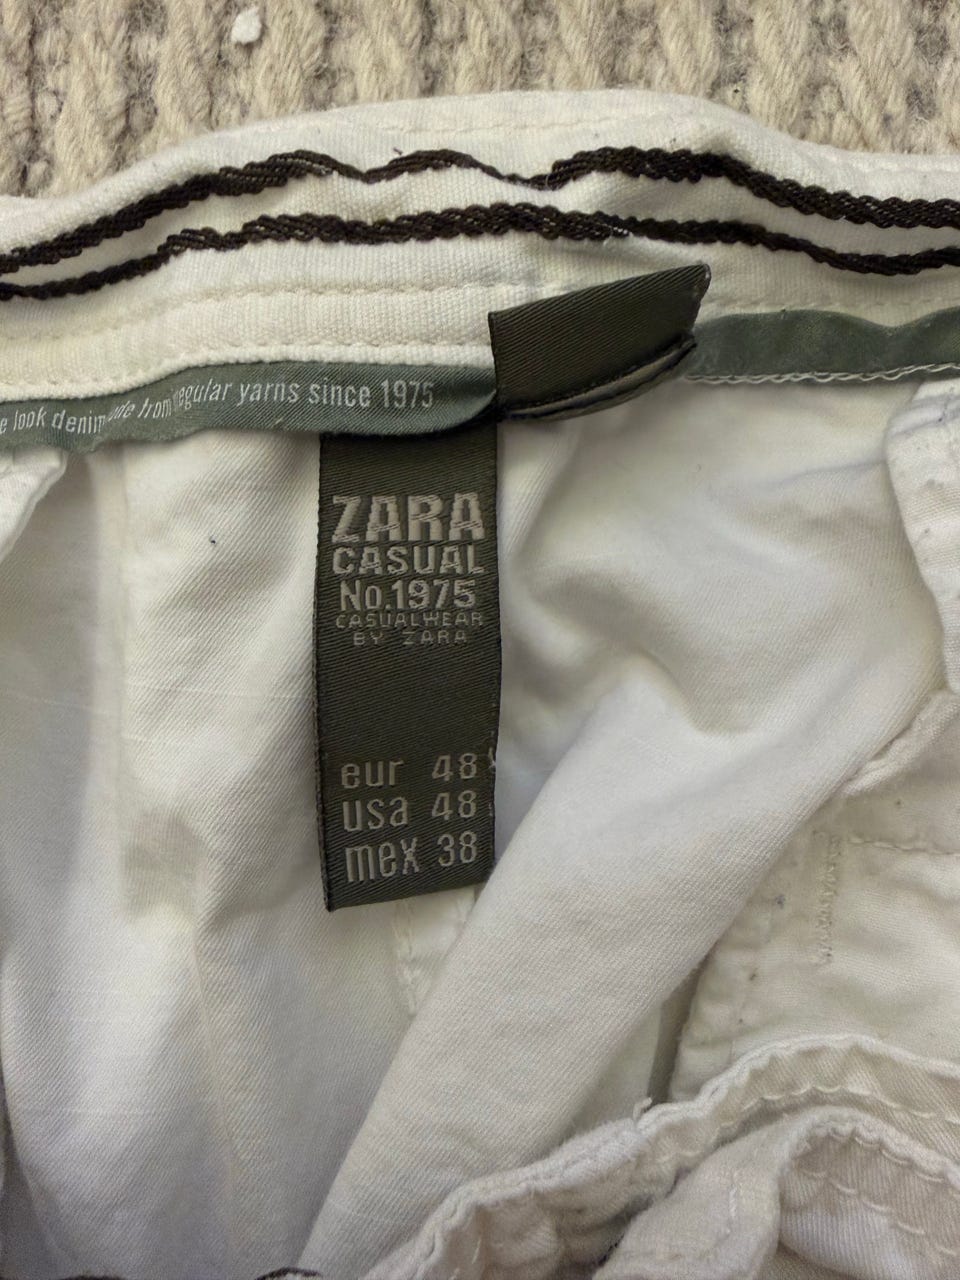 look denim made from regular yarns since 1975
ZARA
CASUAL
No.1975
CASUALWEAR
BY ZARA
eur 48
usa 48
mex 38